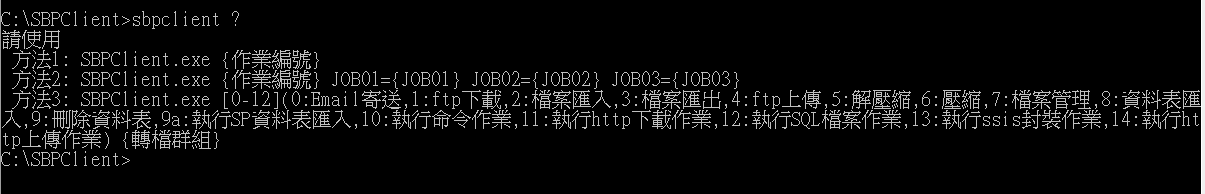 C:\SBPClient>sbpclient ?
請使用
 方法1: SBPClient.exe {作業編號}
 方法2: SBPClient.exe {作業編號} JOB01={JOB01} JOB02={JOB02} JOB03={JOB03}
 方法3: SBPClient.exe [0-12](0:Email寄送,1:ftp下載,2:檔案匯入,3:檔案匯出,4:ftp上傳,5:解壓縮,6:壓縮,7:檔案管理,8:資料表匯
入,9:刪除資料表,9a:執行SP資料表匯入,10:執行命令作業,11:執行http下載作業,12:執行SQL檔案作業,13:執行ssis封裝作業,14:執行ht
tp上傳作業) {轉檔群組}
C:\SBPClient>